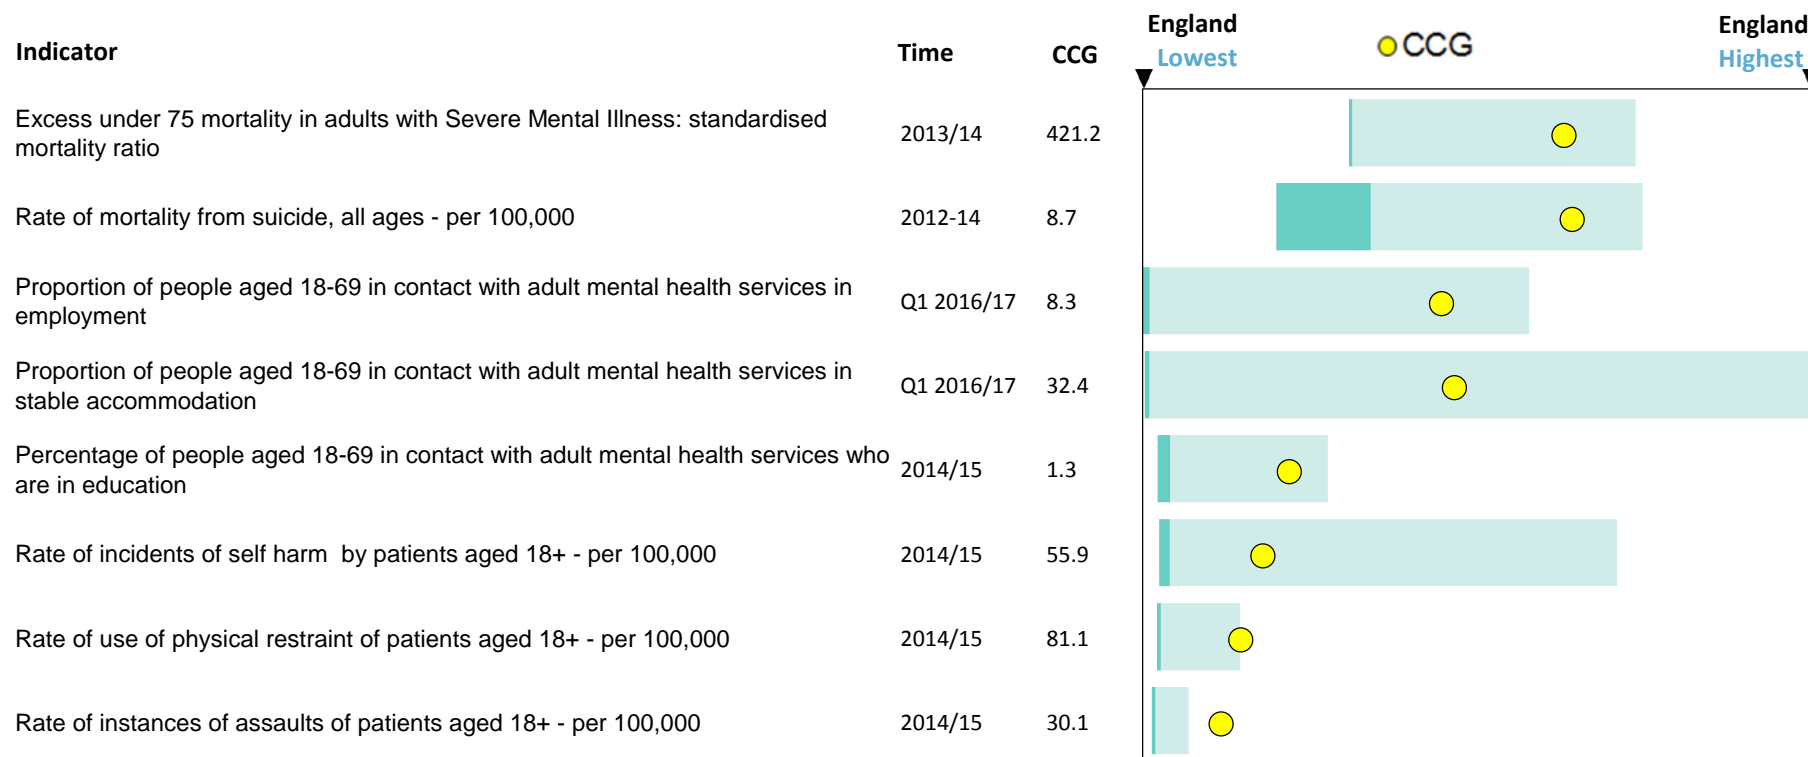 England England
Indicator Time CCG Lowest CCG Highest
Excess under 75 mortality in adults with Severe Mental Illness: standardised
mortality ratio
2013/14 421.2
Rate of mortality from suicide, all ages - per 100,000 2012-14 8.7
Proportion of people aged 18-69 in contact with adult mental health services in
employment
Q1 2016/17 8.3
Proportion of people aged 18-69 in contact with adult mental health services in
stable accommodation
Q1 2016/17 32.4
Percentage of people aged 18-69 in contact with adult mental health services who
are in education
2014/15 1.3
Rate of incidents of self harm  by patients aged 18+ - per 100,000 2014/15 55.9
Rate of use of physical restraint of patients aged 18+ - per 100,000 2014/15 81.1
Rate of instances of assaults of patients aged 18+ - per 100,000 2014/15 30.1